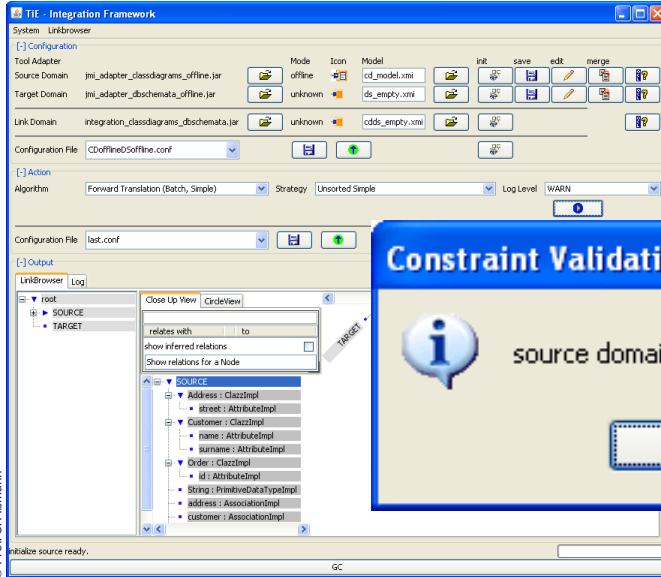 TiE - Integration Framework
System Linkbrowser
[-] Configuration
Tool Adapter Mode Icon Model init save edit merge
Source Domain jmi_adapter_classdiagrams_offline.jar offline cd_model.xmi
Target Domain jmi_adapter_dbschemata_offline.jar unknown ds_empty.xmi
Link Domain integration_classdiagrams_dbschemata.jar unknown cdds_empty.xmi
Configuration File CDofflineDSoffline.conf
[-] Action
Algorithm Forward Translation (Batch, Simple) Strategy Unsorted Simple Log Level WARN
Configuration File last.conf
[-] Output
LinkBrowser Log
root
SOURCE
TARGET
Close Up View CircleView
relates with to
show inferred relations
Show relations for a Node
SOURCE
Address : ClazzImpl
street : AttributeImpl
Customer : ClazzImpl
name : AttributeImpl
surname : AttributeImpl
Order : ClazzImpl
id : AttributeImpl
String : PrimitiveDataTypeImpl
address : AssociationImpl
customer : AssociationImpl
TARGET
Constraint Validati
source domai
initialize source ready.
GC